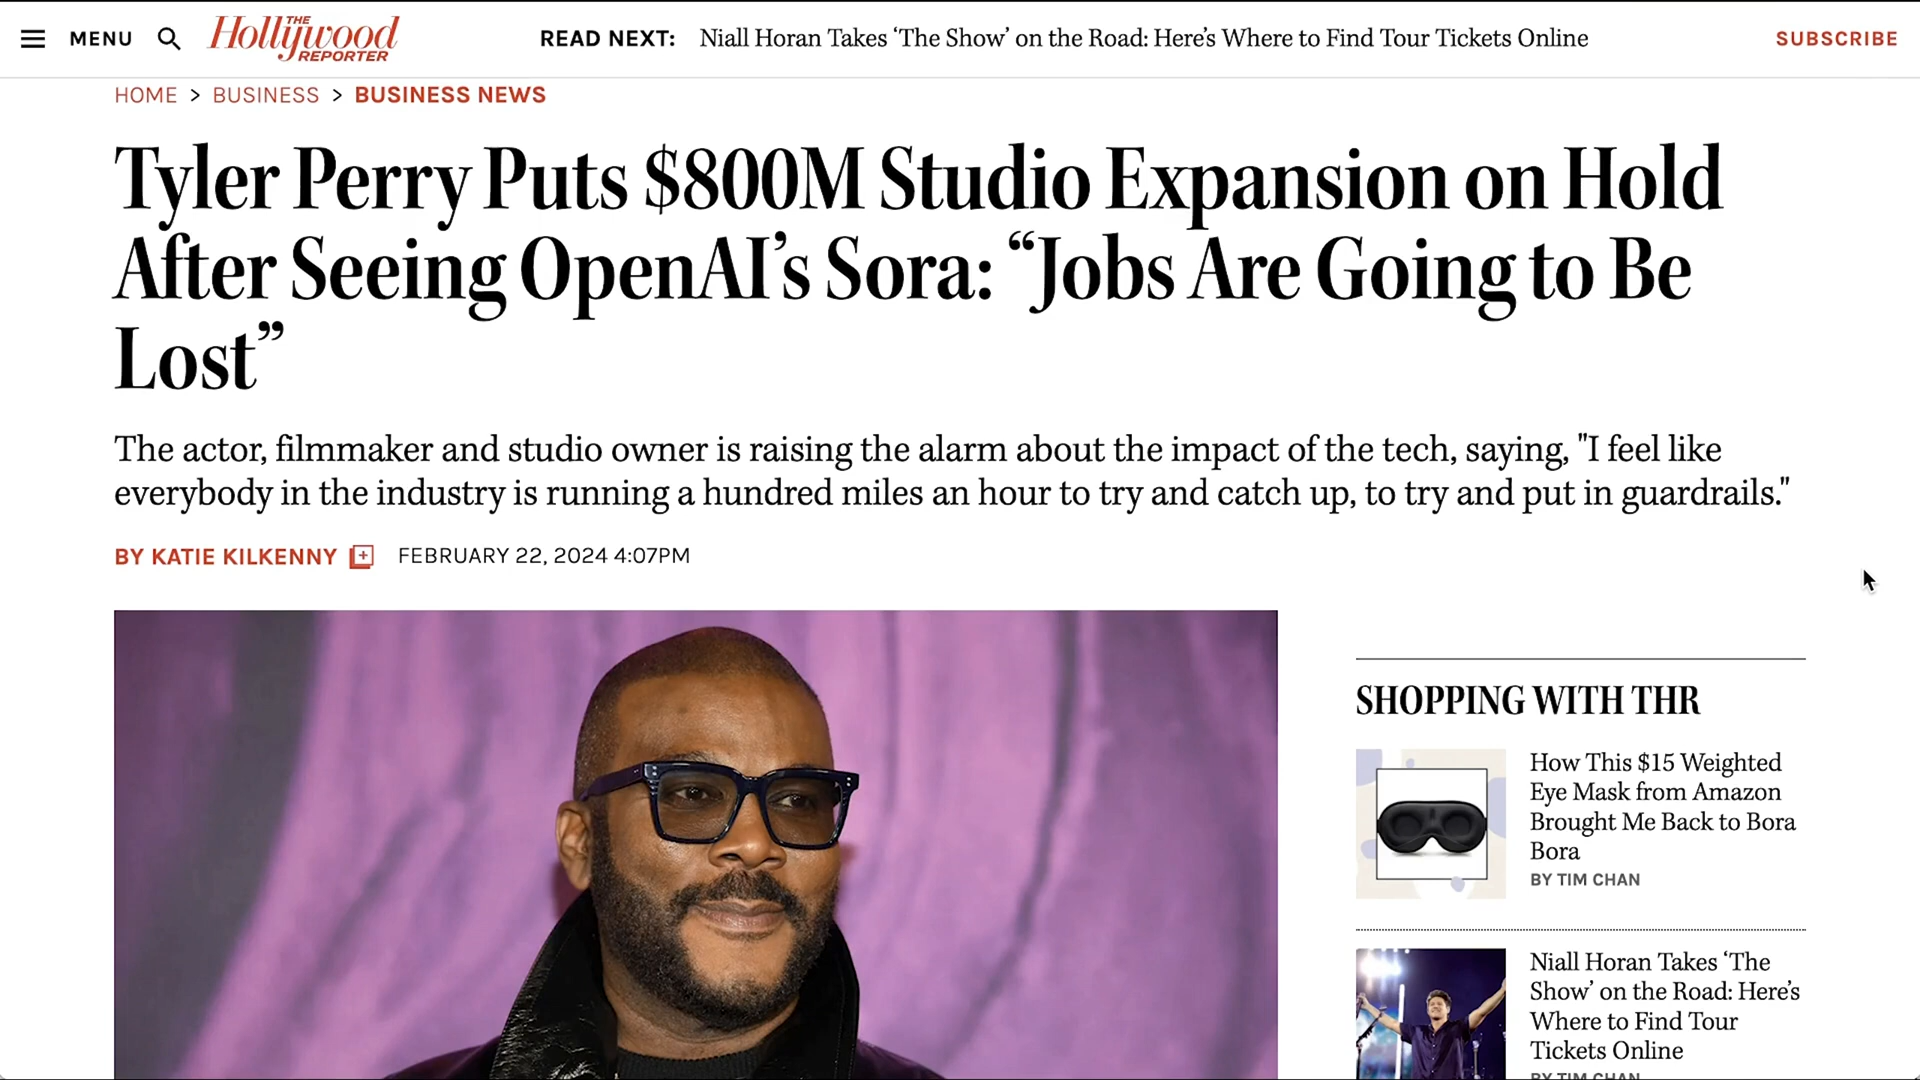 MENU
THE
Hollywood
REPORTER
READ NEXT: Niall Horan Takes ‘The Show’ on the Road: Here’s Where to Find Tour Tickets Online
SUBSCRIBE
HOME > BUSINESS > BUSINESS NEWS
Tyler Perry Puts $800M Studio Expansion on Hold
After Seeing OpenAI’s Sora: “Jobs Are Going to Be
Lost”
The actor, filmmaker and studio owner is raising the alarm about the impact of the tech, saying, "I feel like
everybody in the industry is running a hundred miles an hour to try and catch up, to try and put in guardrails."
BY KATIE KILKENNY FEBRUARY 22, 2024 4:07PM
SHOPPING WITH THR
How This $15 Weighted
Eye Mask from Amazon
Brought Me Back to Bora
Bora
BY TIM CHAN
Niall Horan Takes ‘The
Show’ on the Road: Here’s
Where to Find Tour
Tickets Online
BY TIM CHAN